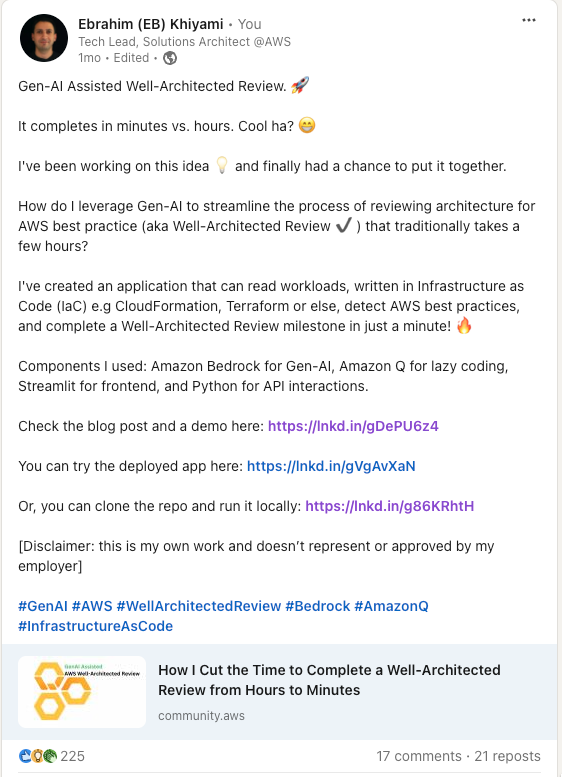 Ebrahim (EB) Khiyami • You
Tech Lead, Solutions Architect @AWS
1mo • Edited •
Gen-AI Assisted Well-Architected Review. 🚀
It completes in minutes vs. hours. Cool ha? 😁
I've been working on this idea 💡 and finally had a chance to put it together.
How do I leverage Gen-AI to streamline the process of reviewing architecture for
AWS best practice (aka Well-Architected Review ✔️ ) that traditionally takes a
few hours?
I've created an application that can read workloads, written in Infrastructure as
Code (IaC) e.g CloudFormation, Terraform or else, detect AWS best practices,
and complete a Well-Architected Review milestone in just a minute! 🔥
Components I used: Amazon Bedrock for Gen-AI, Amazon Q for lazy coding,
Streamlit for frontend, and Python for API interactions.
Check the blog post and a demo here: https://lnkd.in/gDePU6z4
You can try the deployed app here: https://lnkd.in/gVgAvXaN
Or, you can clone the repo and run it locally: https://lnkd.in/g86KRhtH
[Disclaimer: this is my own work and doesn’t represent or approved by my
employer]
#GenAI #AWS #WellArchitectedReview #Bedrock #AmazonQ
#InfrastructureAsCode
GenAI Assisted
AWS Well-Architected Review
How I Cut the Time to Complete a Well-Architected
Review from Hours to Minutes
community.aws
225
17 comments • 21 reposts